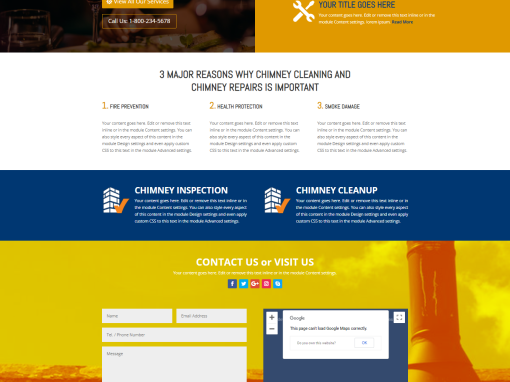 View All Our Services
Call Us: 1-800-234-5678
YOUR TITLE GOES HERE
Your content goes here. Edit or remove this text inline or in the
module Content settings. lorem ipsum. Read More
3 MAJOR REASONS WHY CHIMNEY CLEANING AND
CHIMNEY REPAIRS IS IMPORTANT
1. FIRE PREVENTION
Your content goes here. Edit or remove this text
inline or in the module Content settings. You can
also style every aspect of this content in the
module Design settings and even apply custom
CSS to this text in the module Advanced settings.
2. HEALTH PROTECTION
Your content goes here. Edit or remove this text
inline or in the module Content settings. You can
also style every aspect of this content in the
module Design settings and even apply custom
CSS to this text in the module Advanced settings.
3. SMOKE DAMAGE
Your content goes here. Edit or remove this text
inline or in the module Content settings. You can
also style every aspect of this content in the
module Design settings and even apply custom
CSS to this text in the module Advanced settings.
CHIMNEY INSPECTION
Your content goes here. Edit or remove this text inline or in
the module Content settings. You can also style every aspect
of this content in the module Design settings and even apply
custom CSS to this text in the module Advanced settings.
CHIMNEY CLEANUP
Your content goes here. Edit or remove this text inline or in
the module Content settings. You can also style every aspect
of this content in the module Design settings and even apply
custom CSS to this text in the module Advanced settings.
CONTACT US or VISIT US
Your content goes here. Edit or remove this text inline or in the module Content settings.
Name
Email Address
Tel. / Phone Number
Message
Google
This page can't load Google Maps correctly.
Do you own this website?
OK